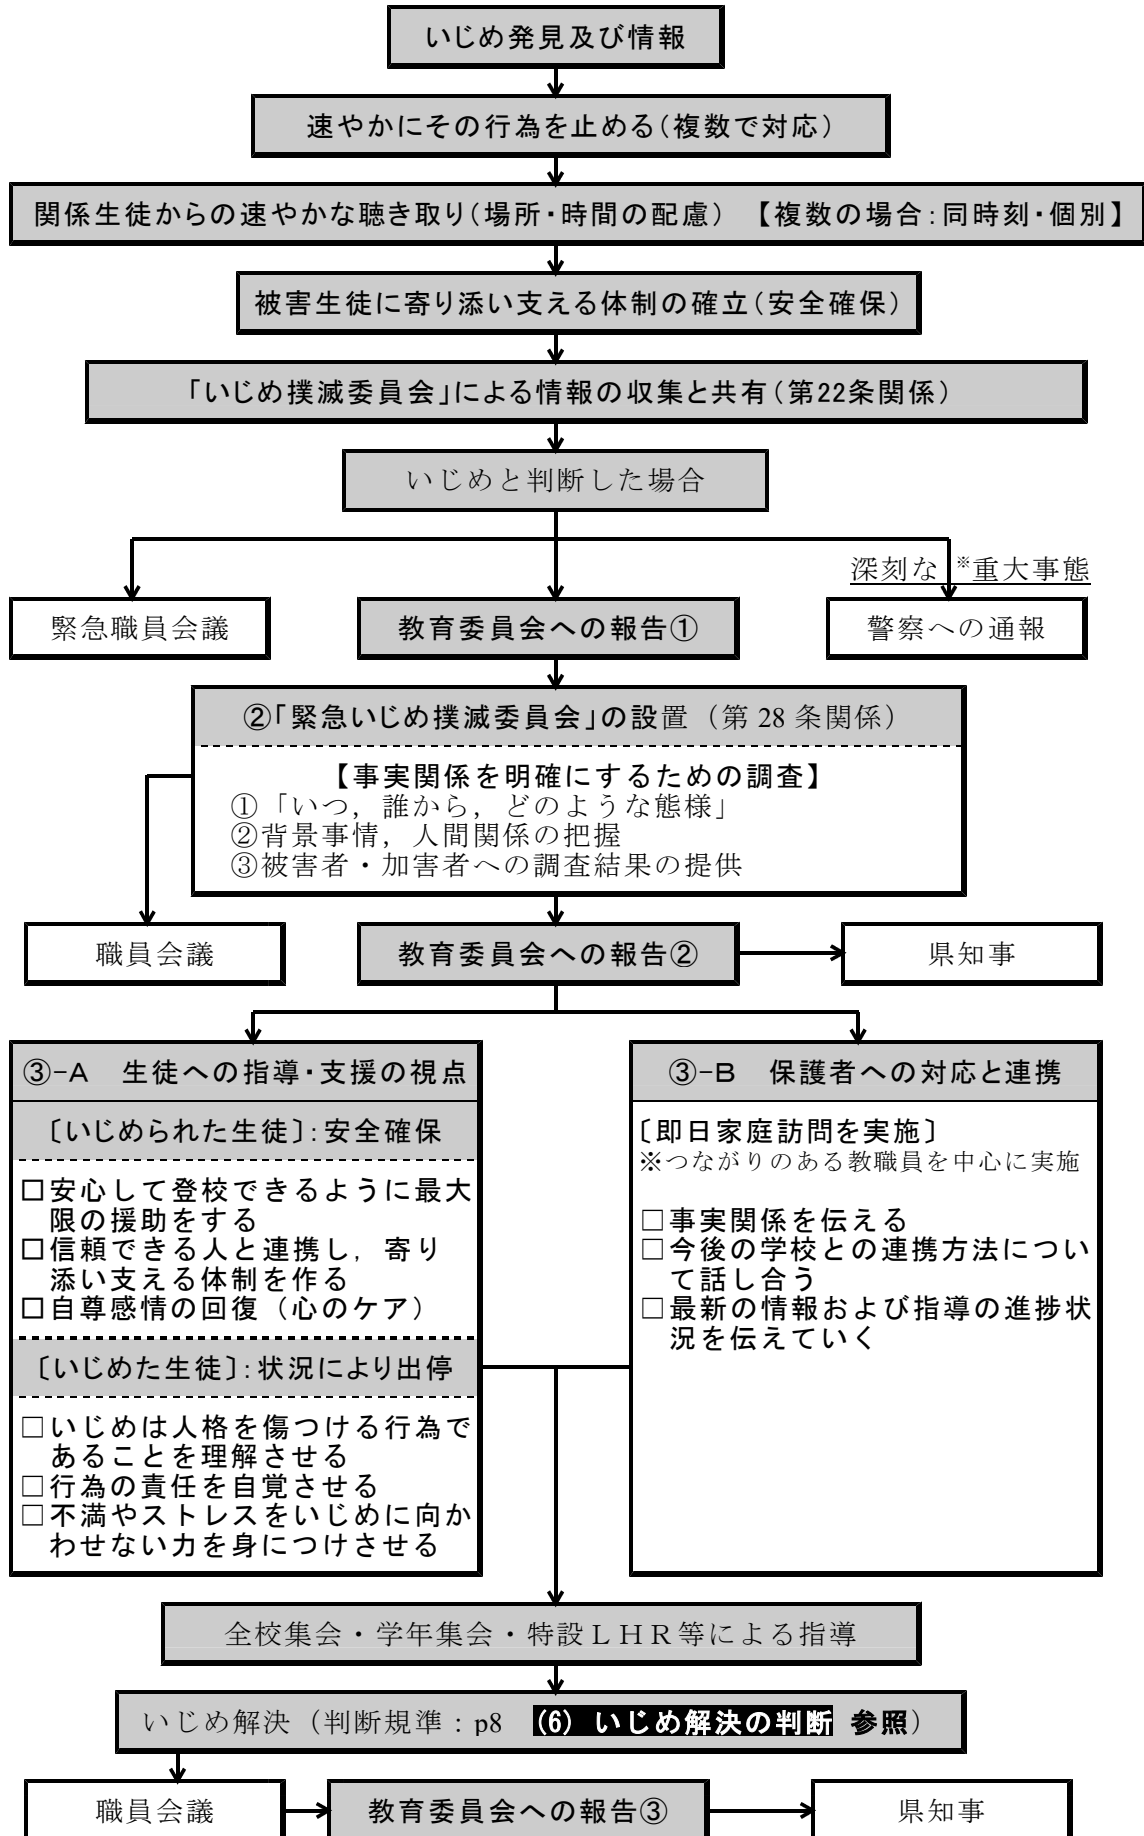 いじめ発見及び情報
速やかにその行為を止める（複数で対応）
関係生徒からの速やかな聴き取り（場所・時間の配慮） 【複数の場合：同時刻・個別】
被害生徒に寄り添い支える体制の確立（安全確保）
「いじめ撲滅委員会」による情報の収集と共有（第22条関係）
いじめと判断した場合
深刻な ※重大事態
緊急職員会議
教育委員会への報告①
警察への通報
②「緊急いじめ撲滅委員会」の設置（第 28 条関係）
【事実関係を明確にするための調査】
①「いつ，誰から，どのような態様」
②背景事情，人間関係の把握
③被害者・加害者への調査結果の提供
職員会議
教育委員会への報告②
県知事
③-A 生徒への指導・支援の視点
〔いじめられた生徒〕：安全確保
□安心して登校できるように最大
限の援助をする
□信頼できる人と連携し，寄り
添い支える体制を作る
□自尊感情の回復（心のケア）
〔いじめた生徒〕：状況により出停
□いじめは人格を傷つける行為で
あることを理解させる
□行為の責任を自覚させる
□不満やストレスをいじめに向か
わせない力を身につけさせる
③-B 保護者への対応と連携
〔即日家庭訪問を実施〕
※つながりのある教職員を中心に実施
□事実関係を伝える
□今後の学校との連携方法につい
て話し合う
□最新の情報および指導の進捗状
況を伝えていく
全校集会・学年集会・特設ＬＨＲ等による指導
いじめ解決（判断規準：p8 (6) いじめ解決の判断 参照）
職員会議
教育委員会への報告③
県知事